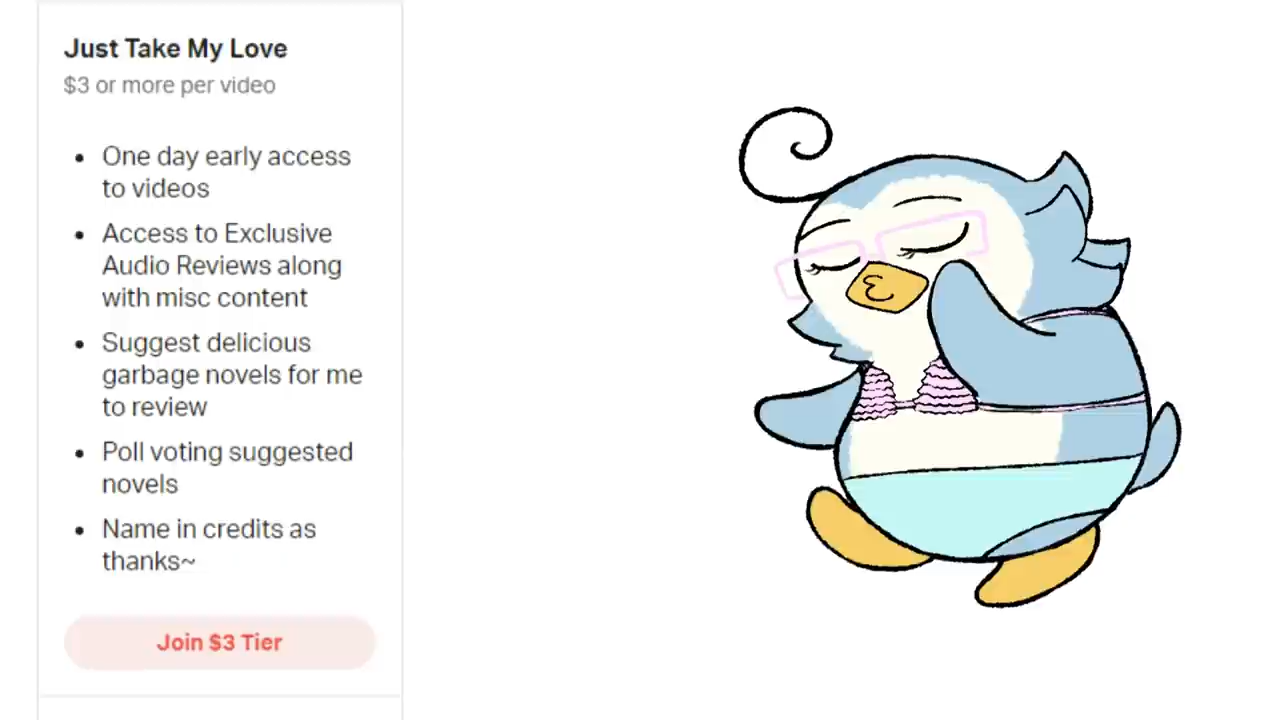 Just Take My Love
$3 or more per video
One day early access
to videos
Access to Exclusive
Audio Reviews along
with misc content
Suggest delicious
garbage novels for me
to review
Poll voting suggested
novels
Name in credits as
thanks~
Join $3 Tier